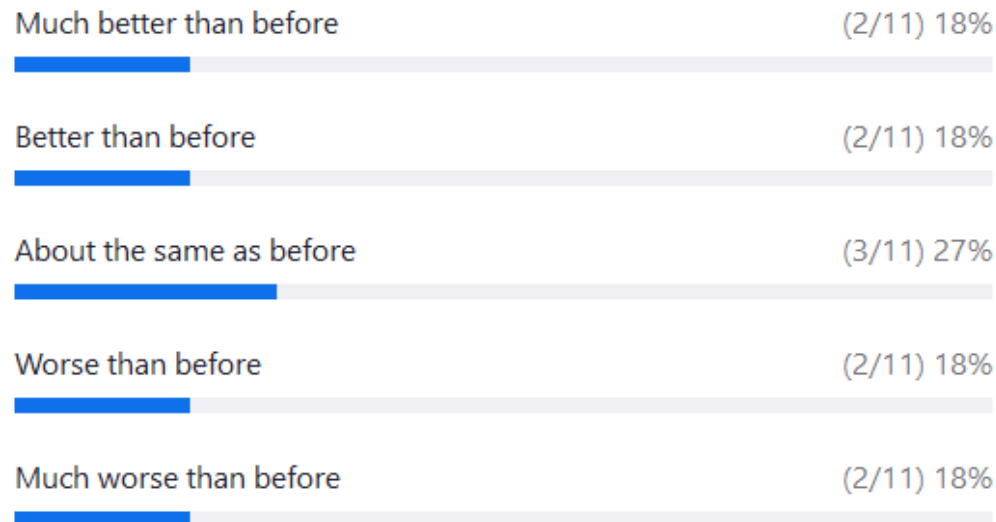 Much better than before (2/11) 18%
Better than before (2/11) 18%
About the same as before (3/11) 27%
Worse than before (2/11) 18%
Much worse than before (2/11) 18%